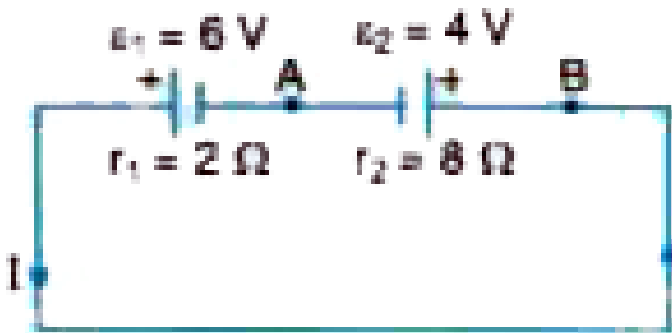 ε₁ = 6 V ε₂ = 4 V
+ A + B
r₁ = 2 Ω r₂ = 8 Ω
I